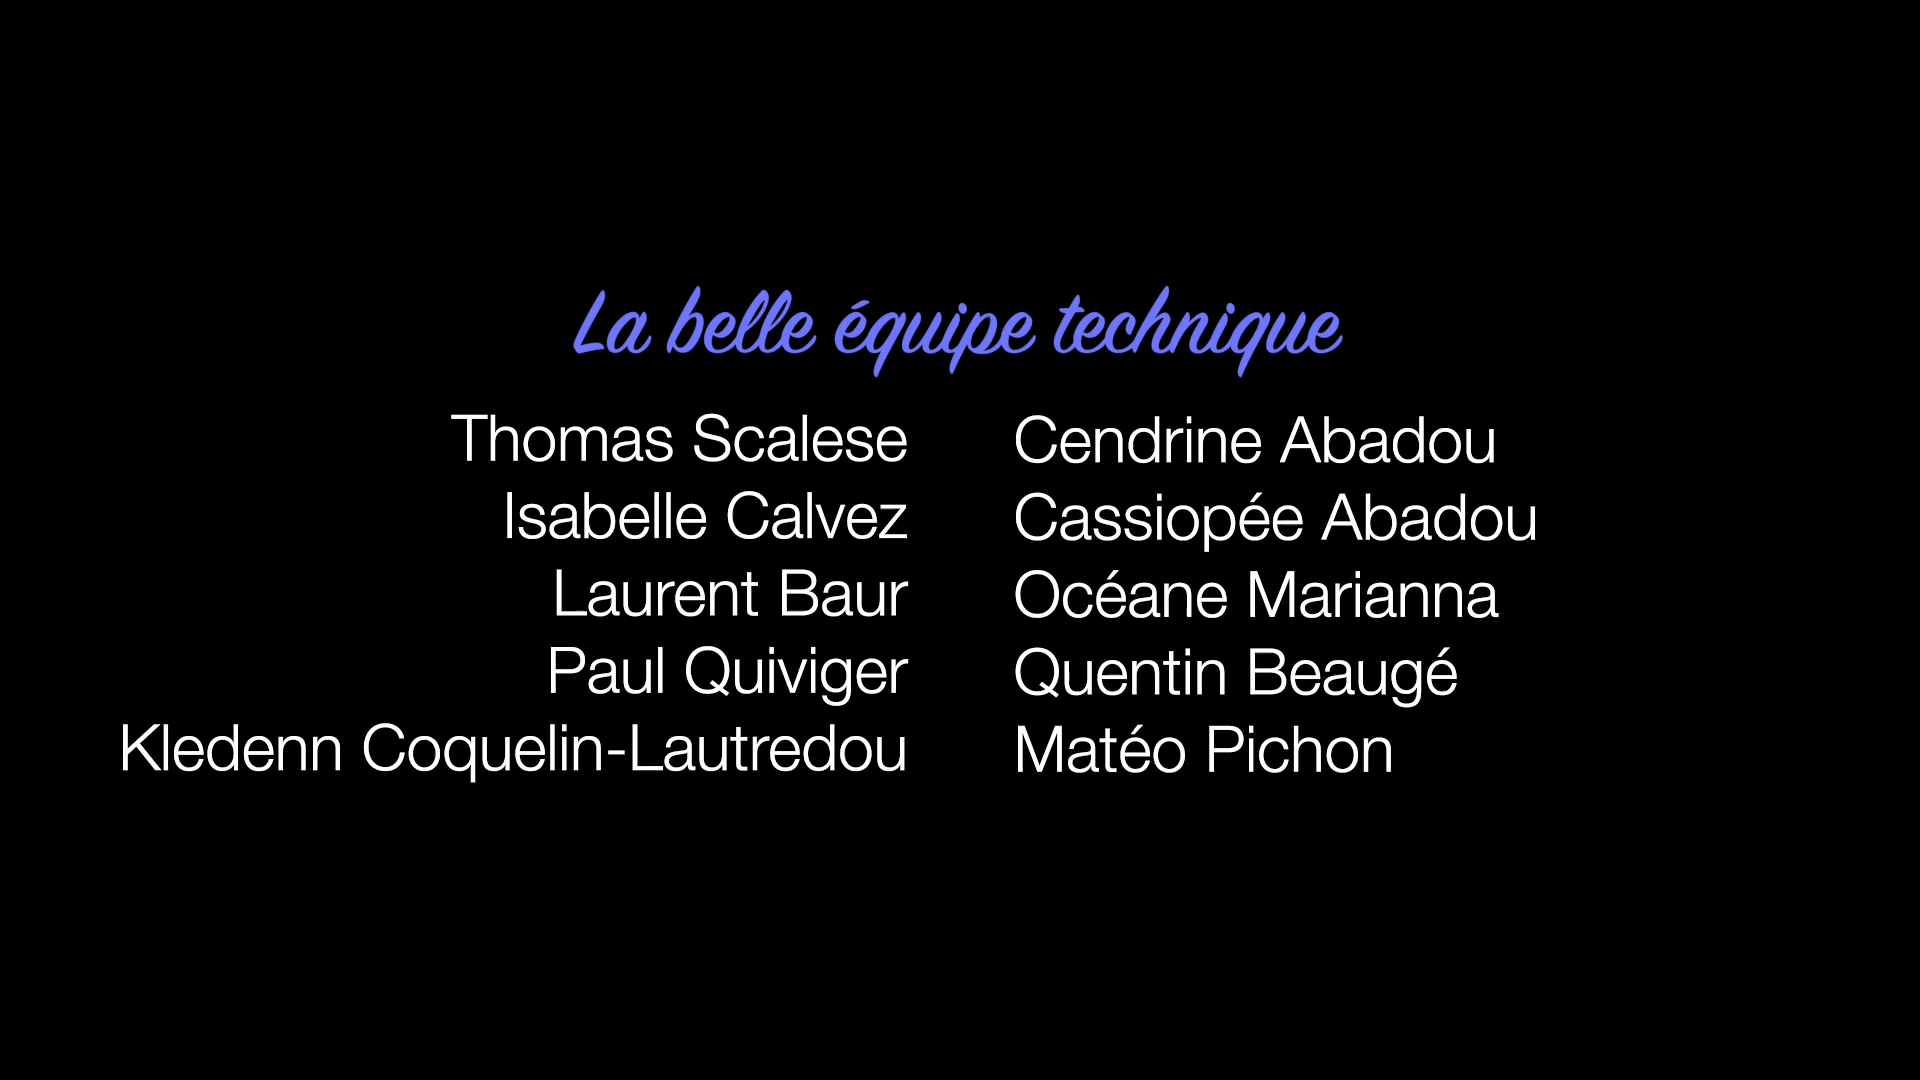 La belle équipe technique
Thomas Scalese
Isabelle Calvez
Laurent Baur
Paul Quiviger
Kledenn Coquelin-Lautredou
Cendrine Abadou
Cassiopée Abadou
Océane Marianna
Quentin Beaugé
Matéo Pichon